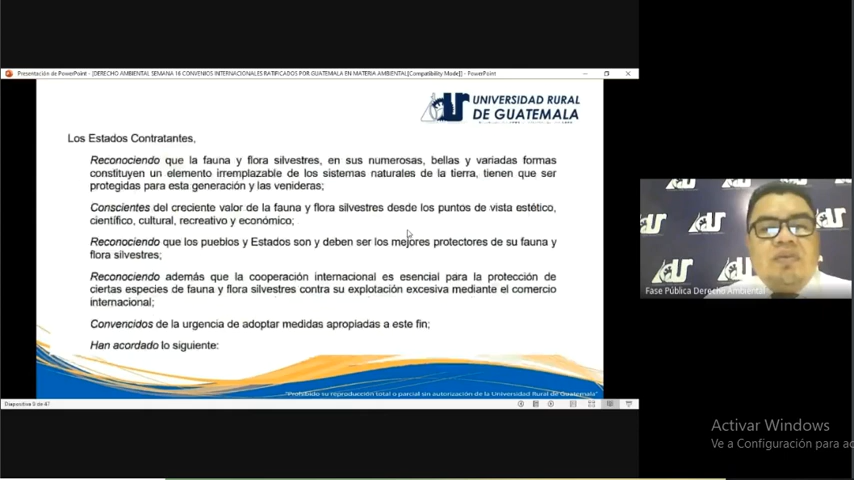 Presentación de PowerPoint - [DERECHO AMBIENTAL SEMANA 16 CONVENIOS INTERNACIONALES RATIFICADOS POR GUATEMALA EN MATERIA AMBIENTAL[Compatibility Mode]] - PowerPoint
UNIVERSIDAD RURAL
DE GUATEMALA
Los Estados Contratantes,
Reconociendo que la fauna y flora silvestres, en sus numerosas, bellas y variadas formas
constituyen un elemento irremplazable de los sistemas naturales de la tierra, tienen que ser
protegidas para esta generación y las venideras;
Conscientes del creciente valor de la fauna y flora silvestres desde los puntos de vista estético,
científico, cultural, recreativo y económico;
Reconociendo que los pueblos y Estados son y deben ser los mejores protectores de su fauna y
flora silvestres;
Reconociendo además que la cooperación internacional es esencial para la protección de
ciertas especies de fauna y flora silvestres contra su explotación excesiva mediante el comercio
internacional;
Convencidos de la urgencia de adoptar medidas apropiadas a este fin;
Han acordado lo siguiente:
"Prohibido su reproducción total o parcial sin autorización de la Universidad Rural de Guatemala"
Fase Pública Derecho Ambiental
Activar Windows
Ve a Configuración para ac